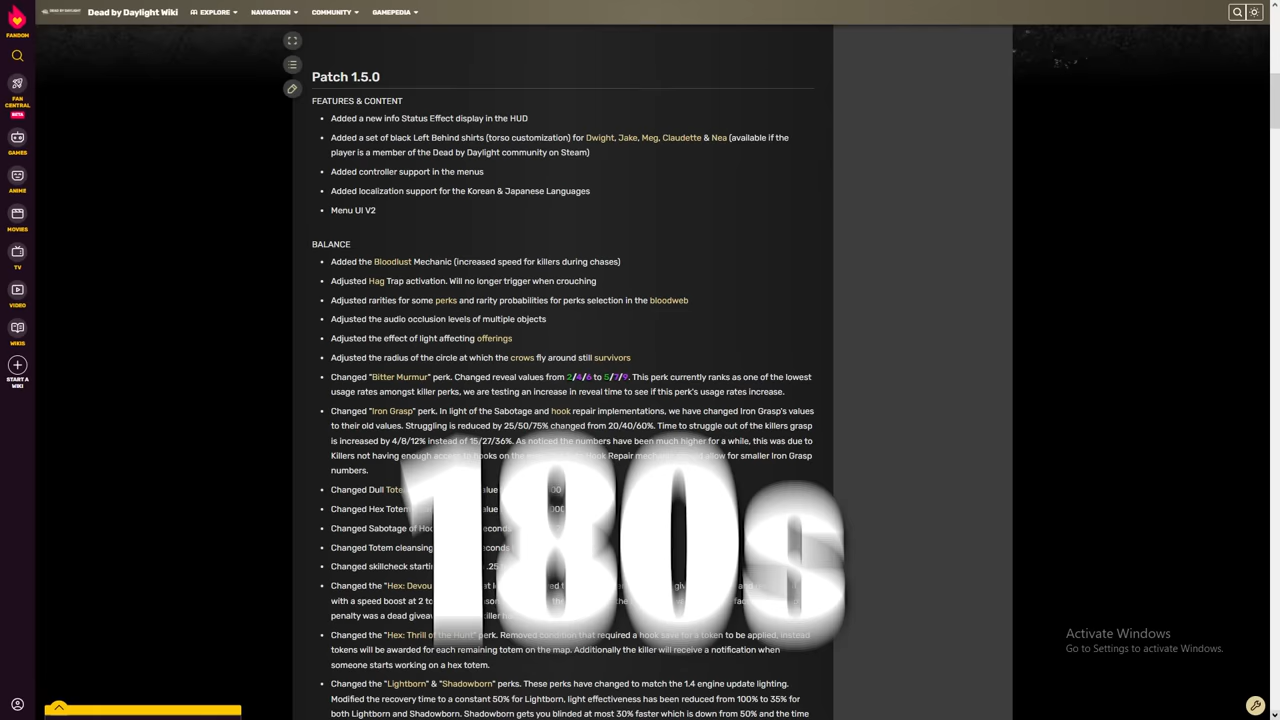 DEAD BY DAYLIGHT
Dead by Daylight Wiki
EXPLORE
NAVIGATION
COMMUNITY
GAMEPEDIA
FANDOM
FAN CENTRAL
BETA
GAMES
ANIME
MOVIES
TV
VIDEO
WIKIS
START A WIKI
Patch 1.5.0
FEATURES & CONTENT
Added a new info Status Effect display in the HUD
Added a set of black Left Behind shirts (torso customization) for Dwight, Jake, Meg, Claudette & Nea (available if the
player is a member of the Dead by Daylight community on Steam)
Added controller support in the menus
Added localization support for the Korean & Japanese Languages
Menu UI V2
BALANCE
Added the Bloodlust Mechanic (increased speed for killers during chases)
Adjusted Hag Trap activation. Will no longer trigger when crouching
Adjusted rarities for some perks and rarity probabilities for perks selection in the bloodweb
Adjusted the audio occlusion levels of multiple objects
Adjusted the effect of light affecting offerings
Adjusted the radius of the circle at which the crows fly around still survivors
Changed "Bitter Murmur" perk. Changed reveal values from 2/4/6 to 5/7/9. This perk currently ranks as one of the lowest
usage rates amongst killer perks, we are testing an increase in reveal time to see if this perk's usage rates increase.
Changed "Iron Grasp" perk. In light of the Sabotage and hook repair implementations, we have changed Iron Grasp's values
to their old values. Struggling is reduced by 25/50/75% changed from 20/40/60%. Time to struggle out of the killers grasp
is increased by 4/8/12% instead of 15/27/36%. As noticed the numbers have been much higher for a while, this was due to
Killers not having enough access to hooks on the Hook Repair allow for smaller Iron Grasp
numbers.
Changed Dull
Changed Hex Totem
Changed Sabotage of
Changed Totem cleansing
Changed skillcheck
Changed the "Hex:
with a speed boost at 2
penalty was a dead
180s
Changed the "Hex: Thrill of the Hunt" perk. Removed condition that required a hook save for a token to be applied, instead
tokens will be awarded for each remaining totem on the map. Additionally the killer will receive a notification when
someone starts working on a hex totem.
Changed the "Lightborn" & "Shadowborn" perks. These perks have changed to match the 1.4 engine update lighting.
Modified the recovery time to a constant 50% for Lightborn, light effectiveness has been reduced from 100% to 35% for
both Lightborn and Shadowborn. Shadowborn gets you blinded at most 30% faster which is down from 50% and the time
Activate Windows
Go to Settings to activate Windows.